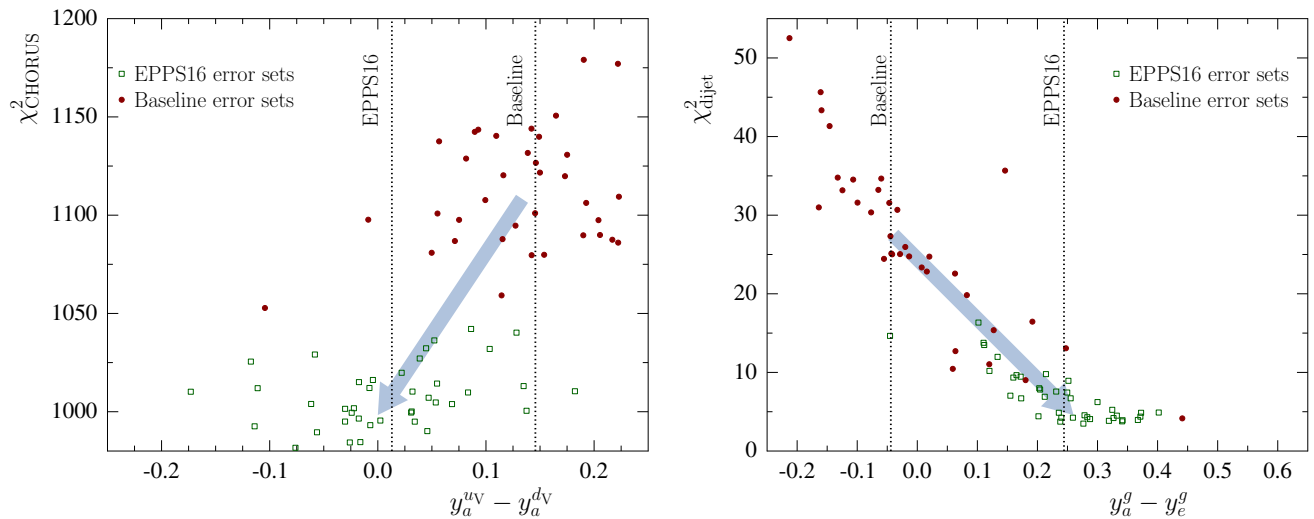 1200
1150
1100
1050
1000
χ²CHORUS
EPPS16 error sets
Baseline error sets
EPPS16
Baseline
-0.2 -0.1 0.0 0.1 0.2
y_a^{u_V} − y_a^{d_V}
50
40
30
20
10
0
χ²dijet
Baseline
EPPS16
EPPS16 error sets
Baseline error sets
-0.2 -0.1 0.0 0.1 0.2 0.3 0.4 0.5 0.6
y_a^g − y_e^g